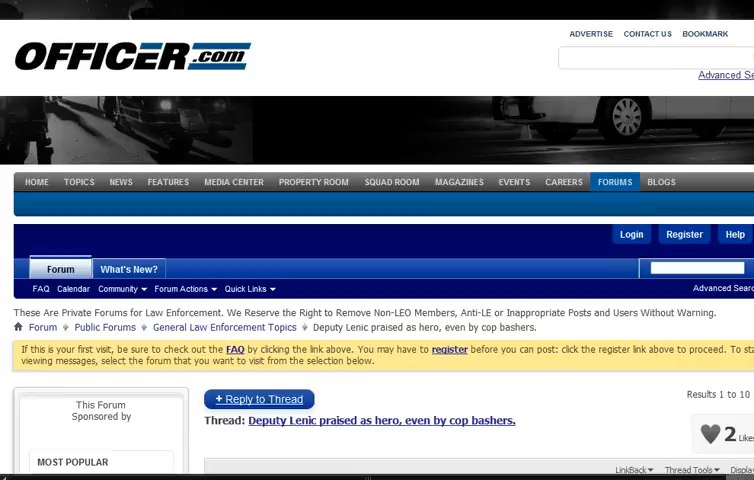 ADVERTISE CONTACT US BOOKMARK
OFFICER.com
Advanced Se
HOME TOPICS NEWS FEATURES MEDIA CENTER PROPERTY ROOM SQUAD ROOM MAGAZINES EVENTS CAREERS FORUMS BLOGS
Login Register Help
Forum What's New?
FAQ Calendar Community Forum Actions Quick Links Advanced Searc
These Are Private Forums for Law Enforcement. We Reserve the Right to Remove Non-LEO Members, Anti-LE or Inappropriate Posts and Users Without Warning.
Forum Public Forums General Law Enforcement Topics Deputy Lenic praised as hero, even by cop bashers.
If this is your first visit, be sure to check out the FAQ by clicking the link above. You may have to register before you can post: click the register link above to proceed. To sta
viewing messages, select the forum that you want to visit from the selection below.
This Forum
Sponsored by
+ Reply to Thread
Results 1 to 10
Thread: Deputy Lenic praised as hero, even by cop bashers.
2 Likes
MOST POPULAR
LinkBack Thread Tools Display